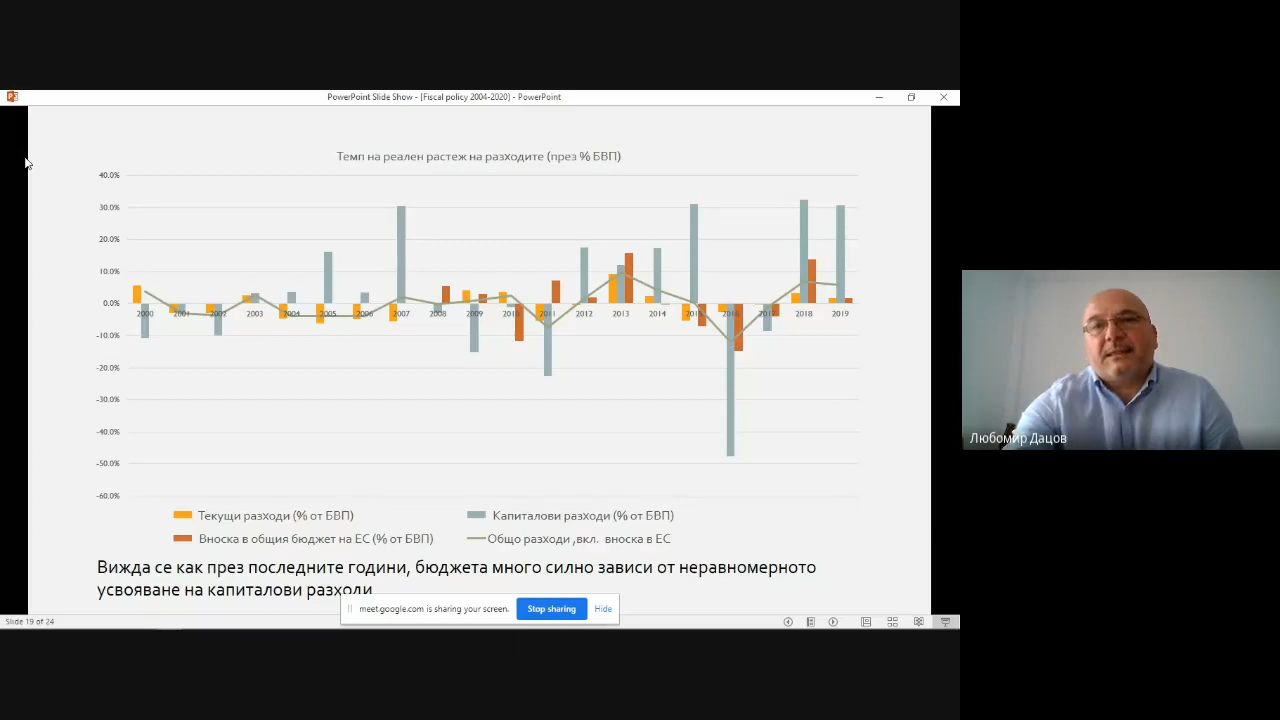 PowerPoint Slide Show - [Fiscal policy 2004-2020] - PowerPoint
Темп на реален растеж на разходите (през % БВП)
40.0%
30.0%
20.0%
10.0%
0.0%
-10.0%
-20.0%
-30.0%
-40.0%
-50.0%
-60.0%
2000 2001 2002 2003 2004 2005 2006 2007 2008 2009 2010 2011 2012 2013 2014 2015 2016 2017 2018 2019
Текущи разходи (% от БВП)
Капиталови разходи (% от БВП)
Вноска в общия бюджет на ЕС (% от БВП)
Общо разходи ,вкл. вноска в ЕС
Вижда се как през последните години, бюджета много силно зависи от неравномерното
усвояване на капиталови разходи
meet.google.com is sharing your screen.
Stop sharing
Hide
Slide 19 of 24
Любомир Дацов